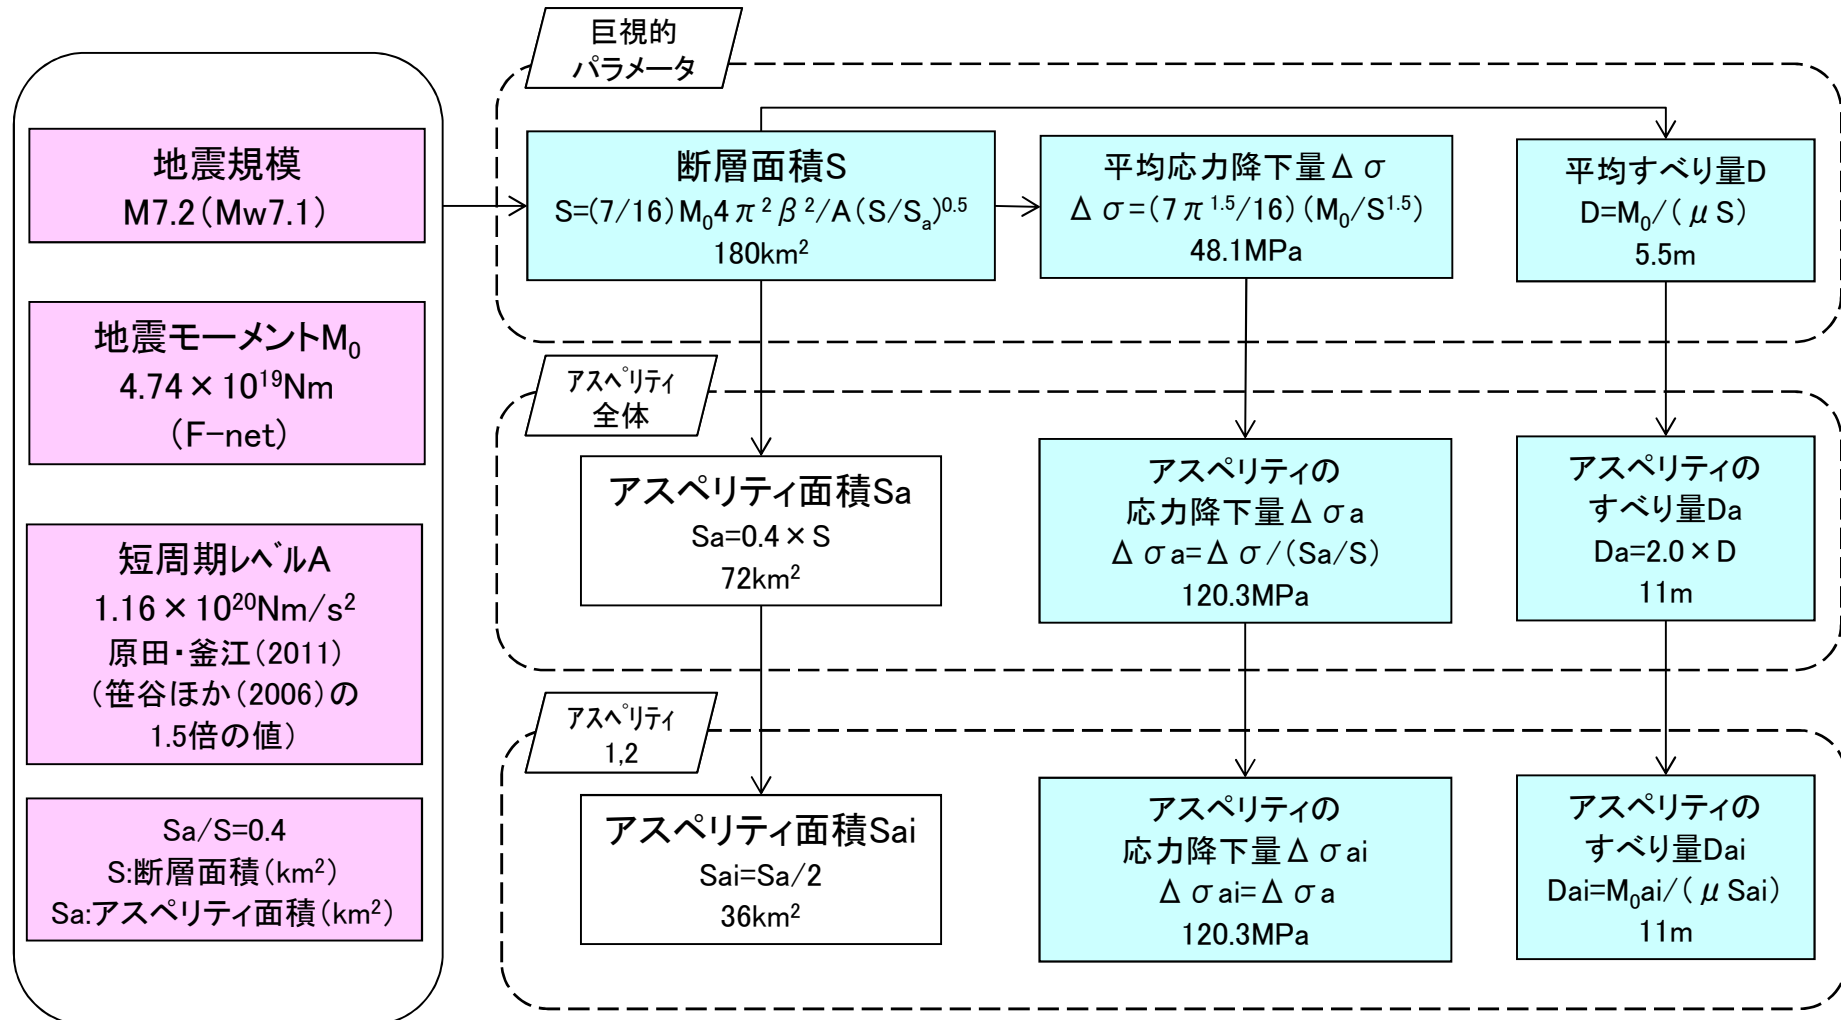 地震規模
M7.2(Mw7.1)
地震モーメントM₀
4.74×10¹⁹Nm
(F-net)
短周期レベルA
1.16×10²⁰Nm/s²
原田・釜江(2011)
(笹谷ほか(2006)の
1.5倍の値)
Sa/S=0.4
S:断層面積(km²)
Sa:アスペリティ面積(km²)
巨視的
パラメータ
断層面積S
S=(7/16)M₀4π²β²/A(S/Sₐ)⁰·⁵
180km²
平均応力降下量Δσ
Δσ=(7π¹·⁵/16)(M₀/S¹·⁵)
48.1MPa
平均すべり量D
D=M₀/(μS)
5.5m
アスペリティ
全体
アスペリティ面積Sa
Sa=0.4×S
72km²
アスペリティの
応力降下量Δσa
Δσa=Δσ/(Sa/S)
120.3MPa
アスペリティの
すべり量Da
Da=2.0×D
11m
アスペリティ
1,2
アスペリティ面積Sai
Sai=Sa/2
36km²
アスペリティの
応力降下量Δσai
Δσai=Δσa
120.3MPa
アスペリティの
すべり量Dai
Dai=M₀ai/(μSai)
11m